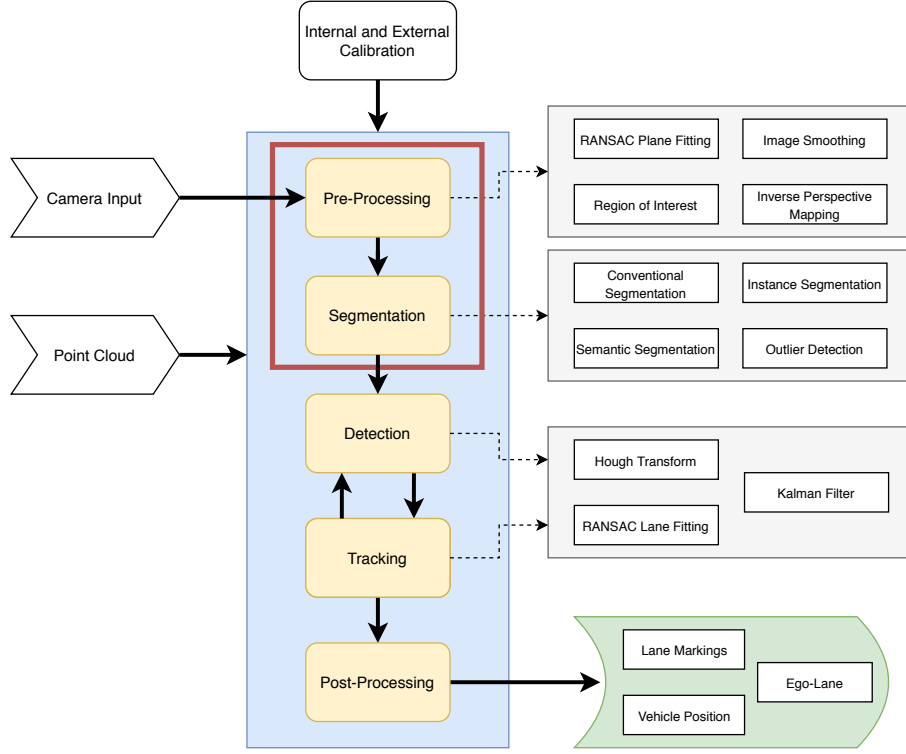 Internal and External
Calibration
Camera Input
Pre-Processing
RANSAC Plane Fitting
Image Smoothing
Region of Interest
Inverse Perspective
Mapping
Point Cloud
Segmentation
Conventional
Segmentation
Instance Segmentation
Semantic Segmentation
Outlier Detection
Detection
Hough Transform
Kalman Filter
RANSAC Lane Fitting
Tracking
Post-Processing
Lane Markings
Ego-Lane
Vehicle Position